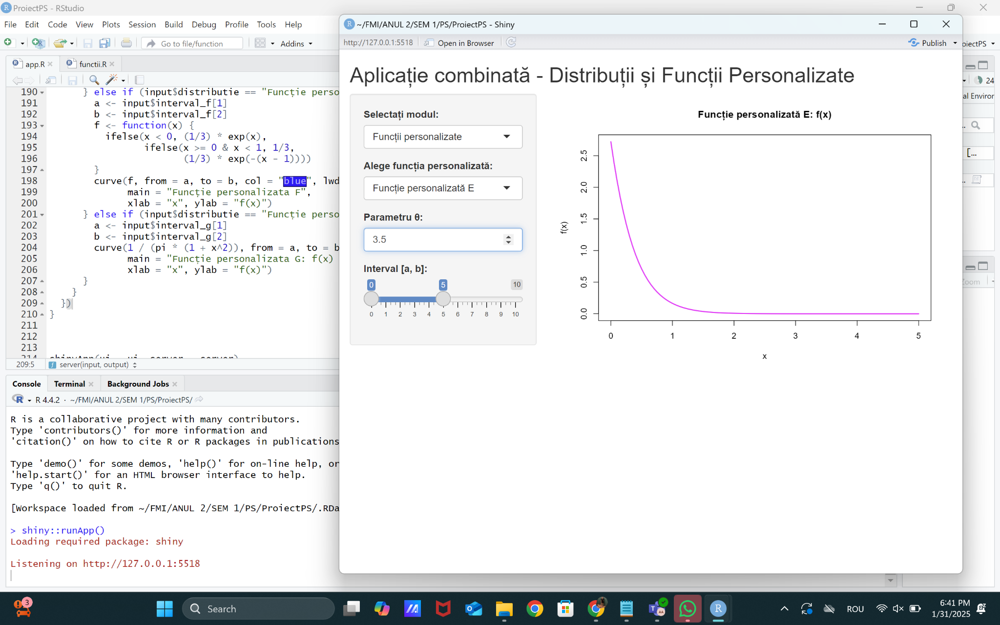 ProiectPS - RStudio
File Edit Code View Plots Session Build Debug Profile Tools Help
Go to file/function
Addins
oiectPS
app.R
functii.R
190 } else if (input$distributie == "Funcție perso
191 a <- input$interval_f[1]
192 b <- input$interval_f[2]
193 f <- function(x) {
194 ifelse(x < 0, (1/3) * exp(x),
195 ifelse(x >= 0 & x < 1, 1/3,
196 (1/3) * exp(-(x - 1))))
197 }
198 curve(f, from = a, to = b, col = "blue", lwd
199 main = "Funcție personalizata F",
200 xlab = "x", ylab = "f(x)")
201 } else if (input$distributie == "Funcție perso
202 a <- input$interval_g[1]
203 b <- input$interval_g[2]
204 curve(1 / (pi * (1 + x^2)), from = a, to = b
205 main = "Funcție personalizata G: f(x)
206 xlab = "x", ylab = "f(x)")
207 }
208 }
209 })
210 }
211
212
213
214 shinyApp(ui = ui, server = server)
209:5 server(input, output)
Console Terminal Background Jobs
R 4.4.2 · ~/FMI/ANUL 2/SEM 1/PS/ProiectPS/
R is a collaborative project with many contributors.
Type 'contributors()' for more information and
'citation()' on how to cite R or R packages in publications
Type 'demo()' for some demos, 'help()' for on-line help, or
'help.start()' for an HTML browser interface to help.
Type 'q()' to quit R.
[Workspace loaded from ~/FMI/ANUL 2/SEM 1/PS/ProiectPS/.RDa
> shiny::runApp()
Loading required package: shiny
Listening on http://127.0.0.1:5518
~/FMI/ANUL 2/SEM 1/PS/ProiectPS - Shiny
http://127.0.0.1:5518 Open in Browser Publish
Aplicație combinată - Distribuții și Funcții Personalizate
Selectați modul:
Funcții personalizate
Alege funcția personalizată:
Funcție personalizată E
Parametru θ:
3.5
Interval [a, b]:
0 5 10
0 1 2 3 4 5 6 7 8 9 10
Funcție personalizată E: f(x)
f(x)
2.5
2.0
1.5
1.0
0.5
0.0
0 1 2 3 4 5
x
24
al Enviror
[...
Zoom
3
Search
ROU
6:41 PM
1/31/2025